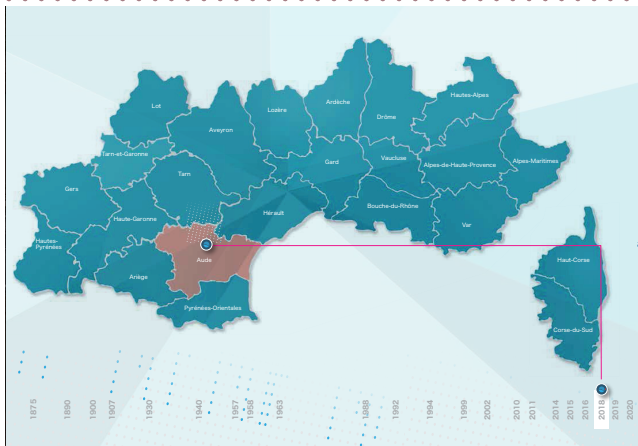 Lot
Lozère
Ardèche
Drôme
Hautes-Alpes
Aveyron
Tarn-et-Garonne
Gard
Vaucluse
Alpes-de-Haute-Provence
Alpes-Maritimes
Gers
Tarn
Haute-Garonne
Hérault
Bouche-du-Rhône
Var
Hautes-
Pyrénées
Aude
Haut-Corse
Ariège
Pyrénées-Orientales
Corse-du-Sud
1875
1890
1900
1907
1930
1940
1957
1958
1963
1988
1992
1994
1999
2002
2010
2011
2014
2015
2016
2018
2019
2020